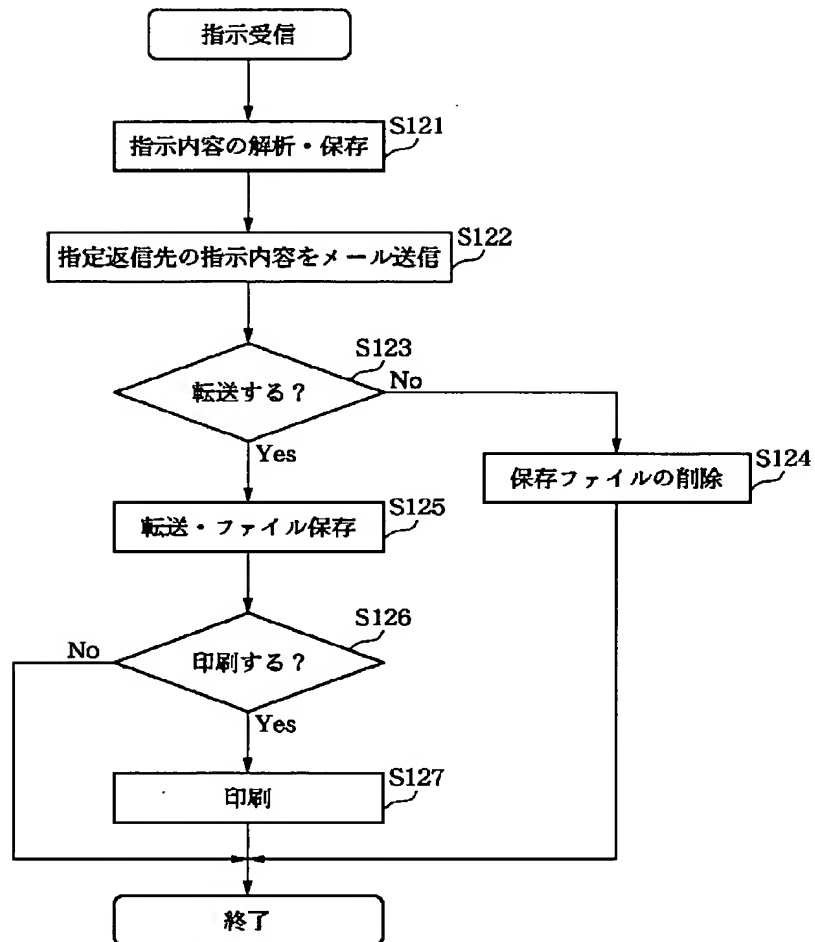 指示受信
指示内容の解析・保存
S121
指定返信先の指示内容をメール送信
S122
転送する？
S123
No
Yes
保存ファイルの削除
S124
転送・ファイル保存
S125
印刷する？
S126
No
Yes
印刷
S127
終了